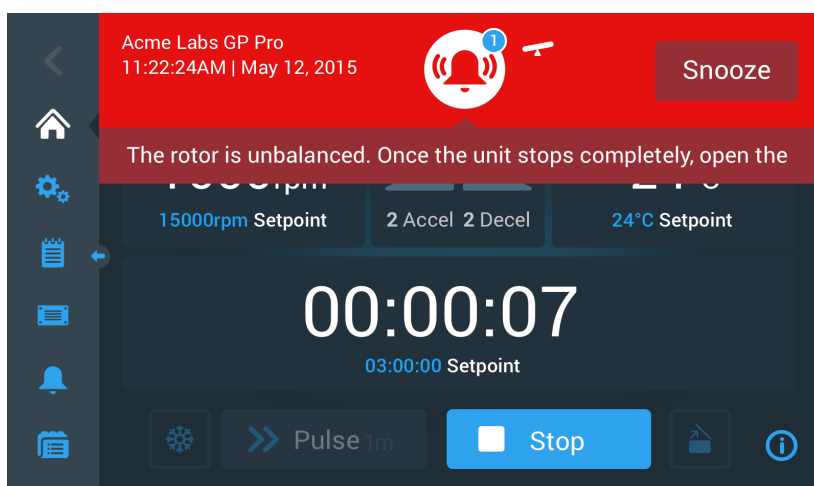 Acme Labs GP Pro
1
11:22:24AM | May 12, 2015
Snooze
The rotor is unbalanced. Once the unit stops completely, open the
rpm
15000rpm Setpoint
2 Accel 2 Decel
24°C Setpoint
00:00:07
03:00:00 Setpoint
Pulse 1m
Stop